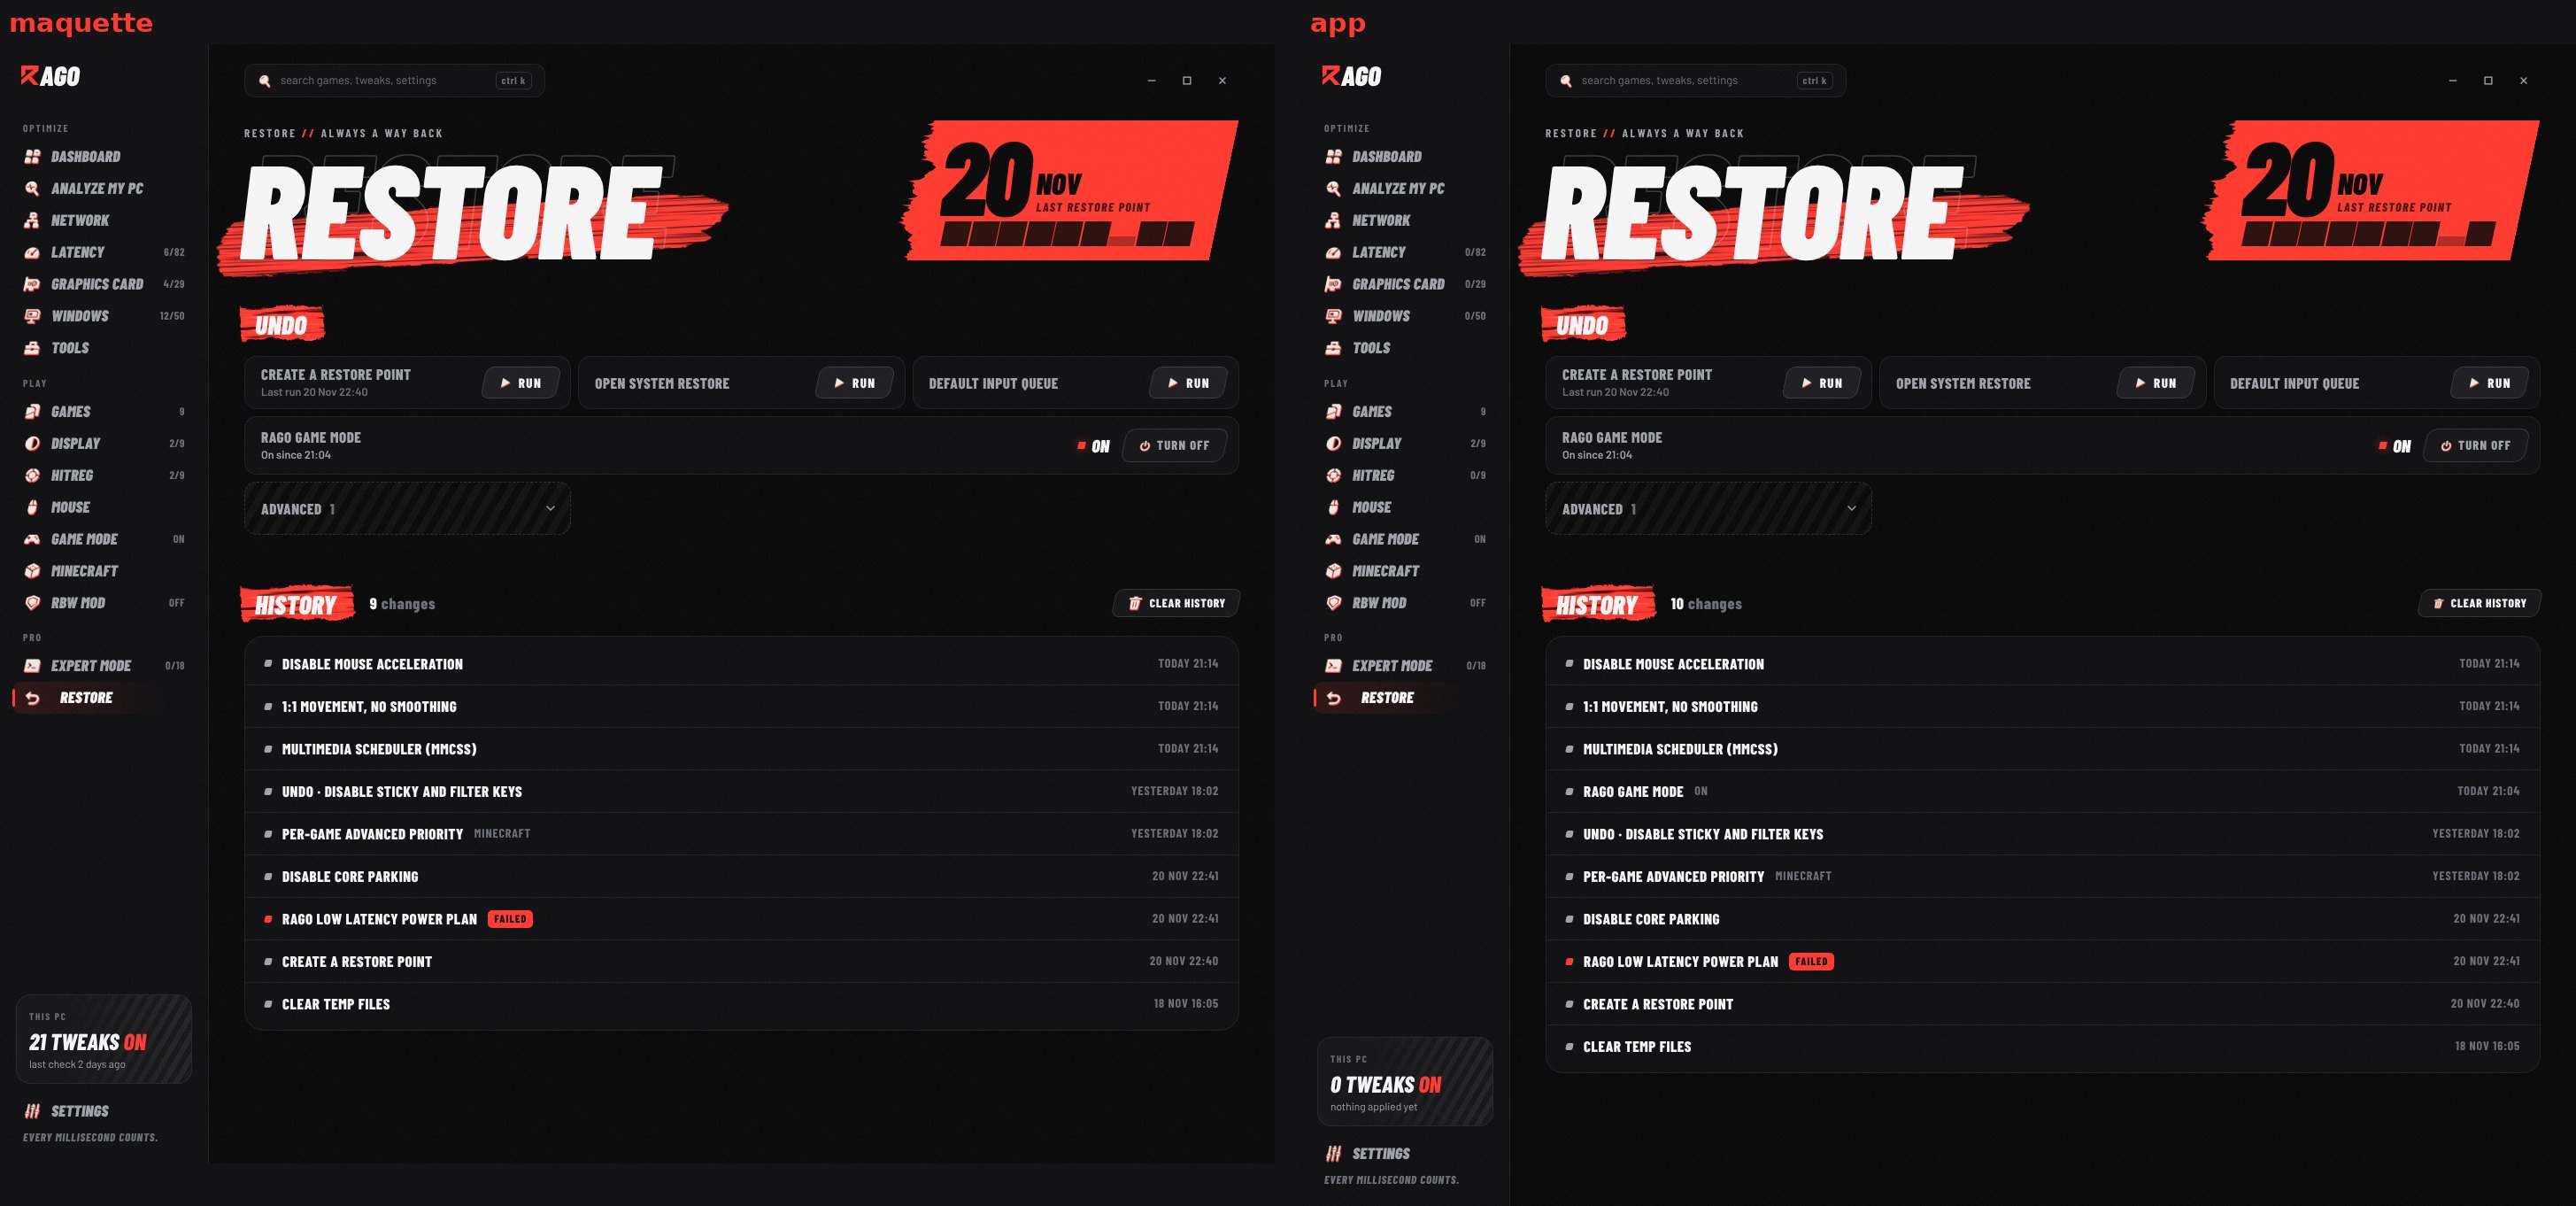 maquette
RAGO
search games, tweaks, settings
ctrl k
OPTIMIZE
DASHBOARD
ANALYZE MY PC
NETWORK
LATENCY 6/82
GRAPHICS CARD 4/29
WINDOWS 12/50
TOOLS
PLAY
GAMES 9
DISPLAY 2/9
HITREG 2/9
MOUSE
GAME MODE ON
MINECRAFT
RBW MOD OFF
PRO
EXPERT MODE 0/18
RESTORE
THIS PC
21 TWEAKS ON
last check 2 days ago
SETTINGS
EVERY MILLISECOND COUNTS.
RESTORE // ALWAYS A WAY BACK
RESTORE
20 NOV
LAST RESTORE POINT
UNDO
CREATE A RESTORE POINT
Last run 20 Nov 22:40
RUN
OPEN SYSTEM RESTORE
RUN
DEFAULT INPUT QUEUE
RUN
RAGO GAME MODE
On since 21:04
ON
TURN OFF
ADVANCED 1
HISTORY 9 changes
CLEAR HISTORY
DISABLE MOUSE ACCELERATION TODAY 21:14
1:1 MOVEMENT, NO SMOOTHING TODAY 21:14
MULTIMEDIA SCHEDULER (MMCSS) TODAY 21:14
UNDO · DISABLE STICKY AND FILTER KEYS YESTERDAY 18:02
PER-GAME ADVANCED PRIORITY MINECRAFT YESTERDAY 18:02
DISABLE CORE PARKING 20 NOV 22:41
RAGO LOW LATENCY POWER PLAN FAILED 20 NOV 22:41
CREATE A RESTORE POINT 20 NOV 22:40
CLEAR TEMP FILES 18 NOV 16:05
app
RAGO
search games, tweaks, settings
ctrl k
OPTIMIZE
DASHBOARD
ANALYZE MY PC
NETWORK
LATENCY 0/82
GRAPHICS CARD 0/29
WINDOWS 0/50
TOOLS
PLAY
GAMES 9
DISPLAY 2/9
HITREG 0/9
MOUSE
GAME MODE ON
MINECRAFT
RBW MOD OFF
PRO
EXPERT MODE 0/18
RESTORE
THIS PC
0 TWEAKS ON
nothing applied yet
SETTINGS
EVERY MILLISECOND COUNTS.
RESTORE // ALWAYS A WAY BACK
RESTORE
20 NOV
LAST RESTORE POINT
UNDO
CREATE A RESTORE POINT
Last run 20 Nov 22:40
RUN
OPEN SYSTEM RESTORE
RUN
DEFAULT INPUT QUEUE
RUN
RAGO GAME MODE
On since 21:04
ON
TURN OFF
ADVANCED 1
HISTORY 10 changes
CLEAR HISTORY
DISABLE MOUSE ACCELERATION TODAY 21:14
1:1 MOVEMENT, NO SMOOTHING TODAY 21:14
MULTIMEDIA SCHEDULER (MMCSS) TODAY 21:14
RAGO GAME MODE ON TODAY 21:04
UNDO · DISABLE STICKY AND FILTER KEYS YESTERDAY 18:02
PER-GAME ADVANCED PRIORITY MINECRAFT YESTERDAY 18:02
DISABLE CORE PARKING 20 NOV 22:41
RAGO LOW LATENCY POWER PLAN FAILED 20 NOV 22:41
CREATE A RESTORE POINT 20 NOV 22:40
CLEAR TEMP FILES 18 NOV 16:05